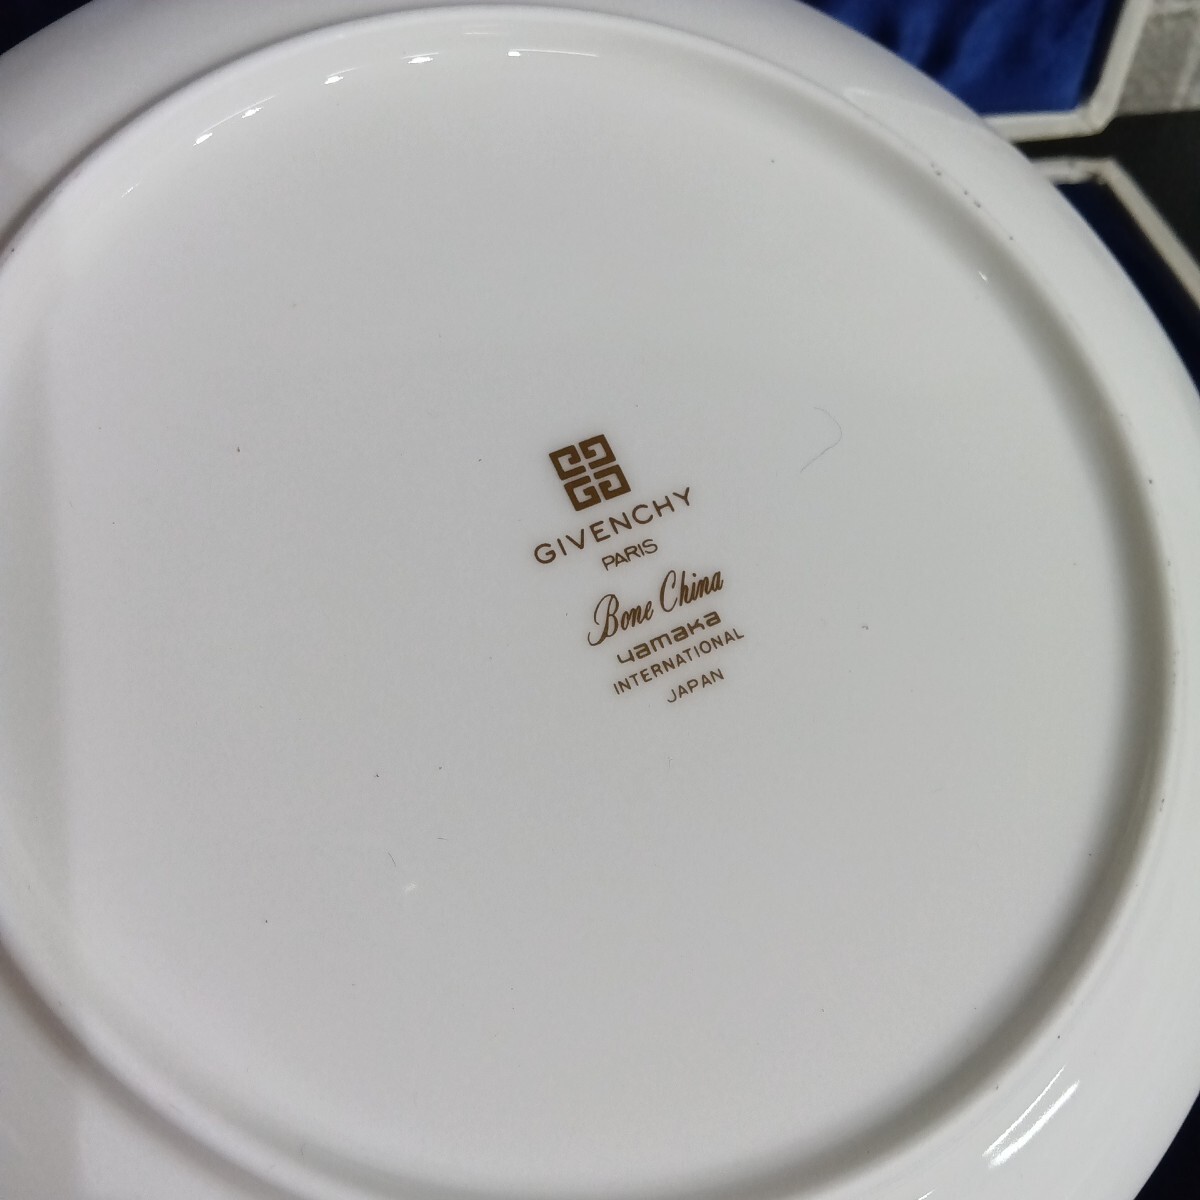 GIVENCHY
PARIS
Bone China
yamaka
INTERNATIONAL
JAPAN